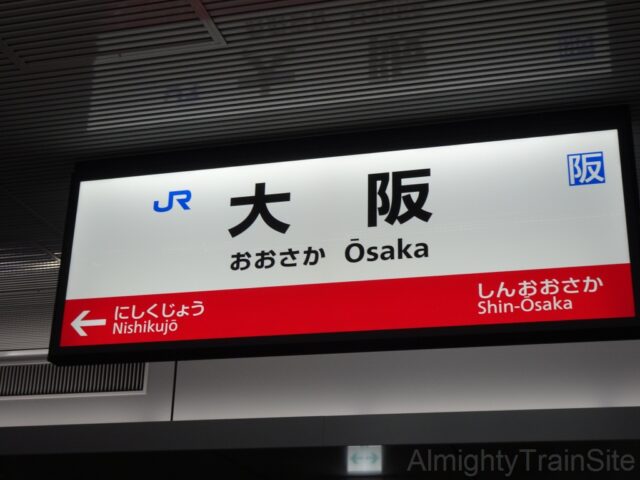 JR 大阪 阪
おおさか Ōsaka
にしくじょう しんおおさか
Nishikujō Shin-Ōsaka
AlmightyTrainSite